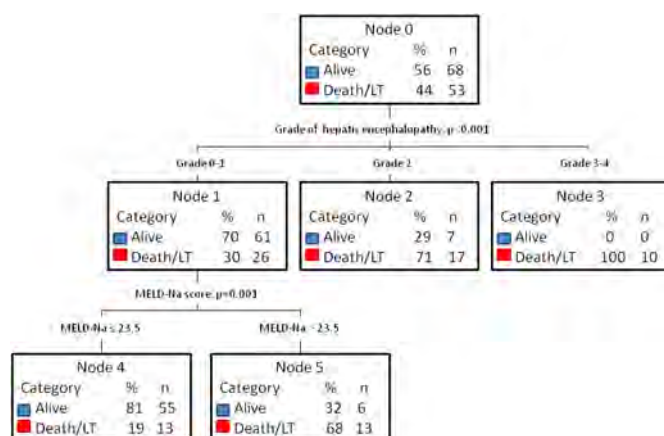 Node 0
Category % n
Alive 56 68
Death/LT 44 53
Grade of hepatic encephalopathy, p=0.001
Grade 0-1 Grade 2 Grade 3-4
Node 1 Node 2 Node 3
Category % n Category % n Category % n
Alive 70 61 Alive 29 7 Alive 0 0
Death/LT 30 26 Death/LT 71 17 Death/LT 100 10
MELD-Na score, p=0.001
MELD-Na ≤ 23.5 MELD-Na 23.5
Node 4 Node 5
Category % n Category % n
Alive 81 55 Alive 32 6
Death/LT 19 13 Death/LT 68 13